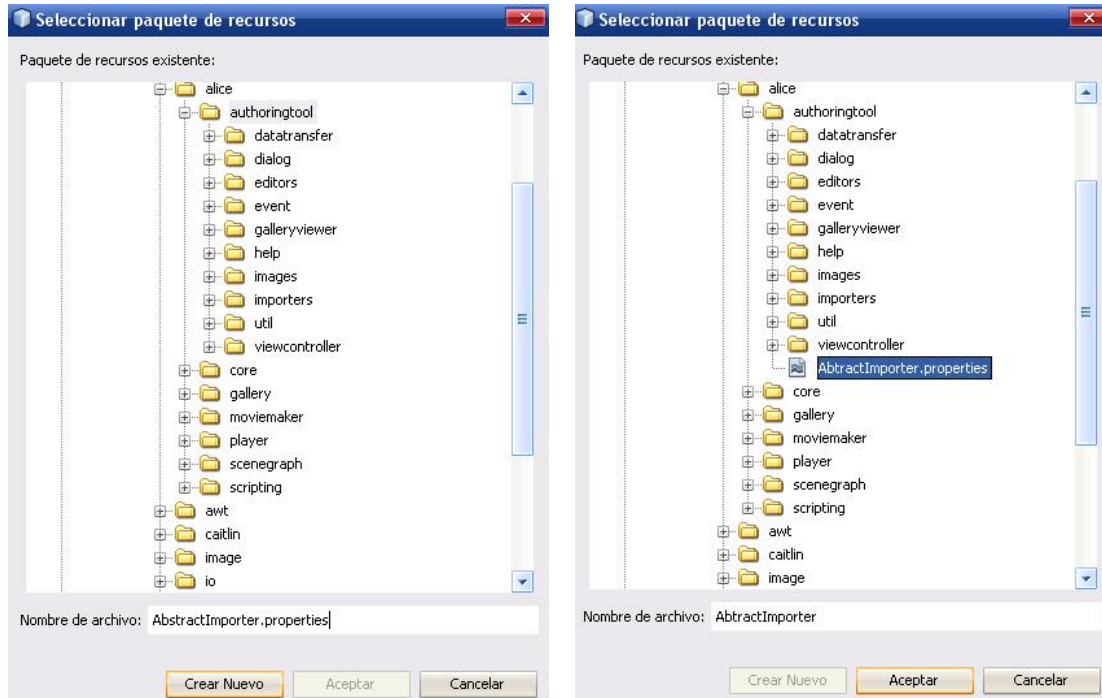 Seleccionar paquete de recursos
Paquete de recursos existente:
alice
authoringtool
datatransfer
dialog
editors
event
galleryviewer
help
images
importers
util
viewcontroller
core
gallery
moviemaker
player
scenegraph
scripting
awt
caitlin
image
io
Nombre de archivo: AbstractImporter.properties
Crear Nuevo Aceptar Cancelar
Seleccionar paquete de recursos
Paquete de recursos existente:
alice
authoringtool
datatransfer
dialog
editors
event
galleryviewer
help
images
importers
util
viewcontroller
AbtractImporter.properties
core
gallery
moviemaker
player
scenegraph
scripting
awt
caitlin
image
Nombre de archivo: AbtractImporter
Crear Nuevo Aceptar Cancelar